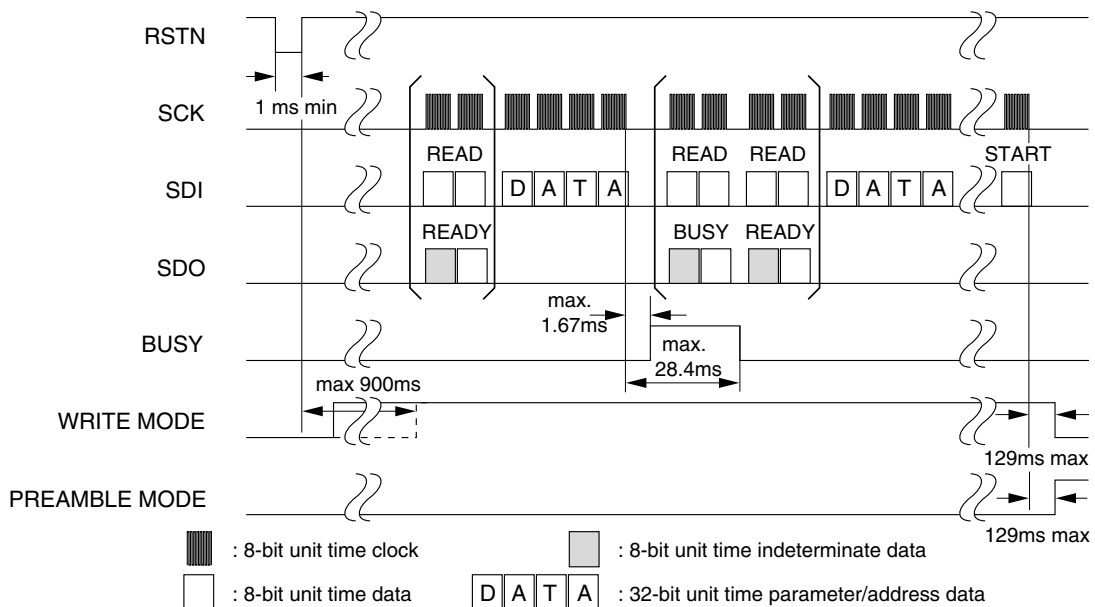 RSTN
1 ms min
SCK
READ
READ
READ
START
SDI
D A T A
D A T A
READY
BUSY
READY
SDO
max.
1.67ms
BUSY
max.
28.4ms
max 900ms
WRITE MODE
129ms max
PREAMBLE MODE
129ms max
: 8-bit unit time clock
: 8-bit unit time indeterminate data
: 8-bit unit time data
D A T A : 32-bit unit time parameter/address data